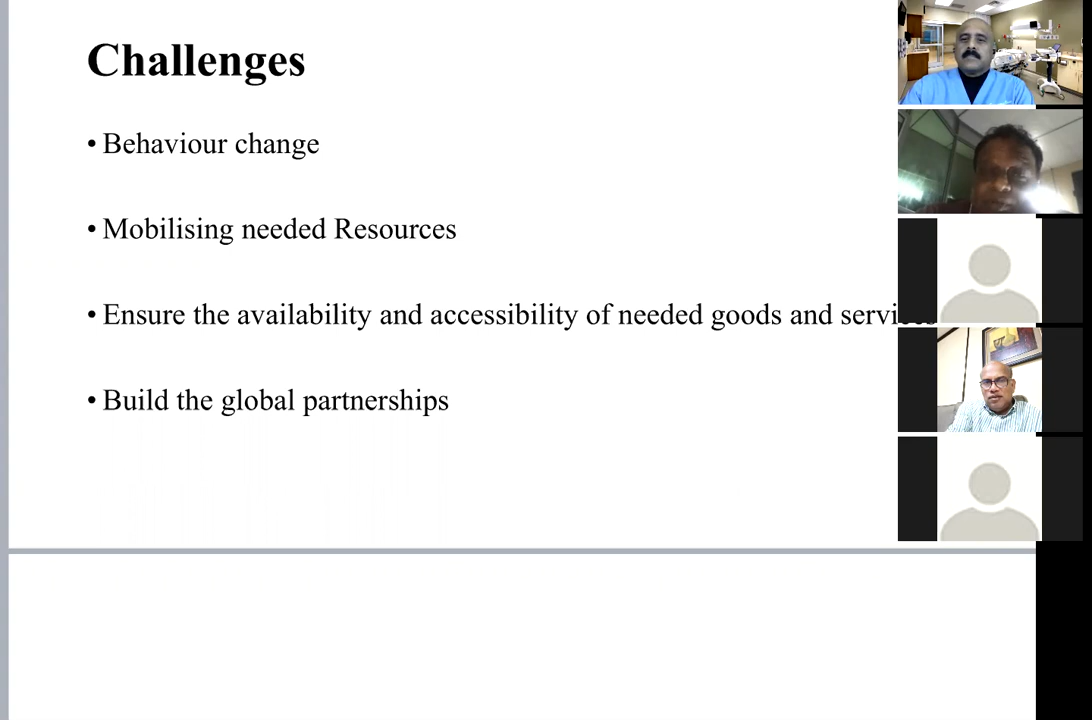 Challenges
• Behaviour change
• Mobilising needed Resources
• Ensure the availability and accessibility of needed goods and services
• Build the global partnerships